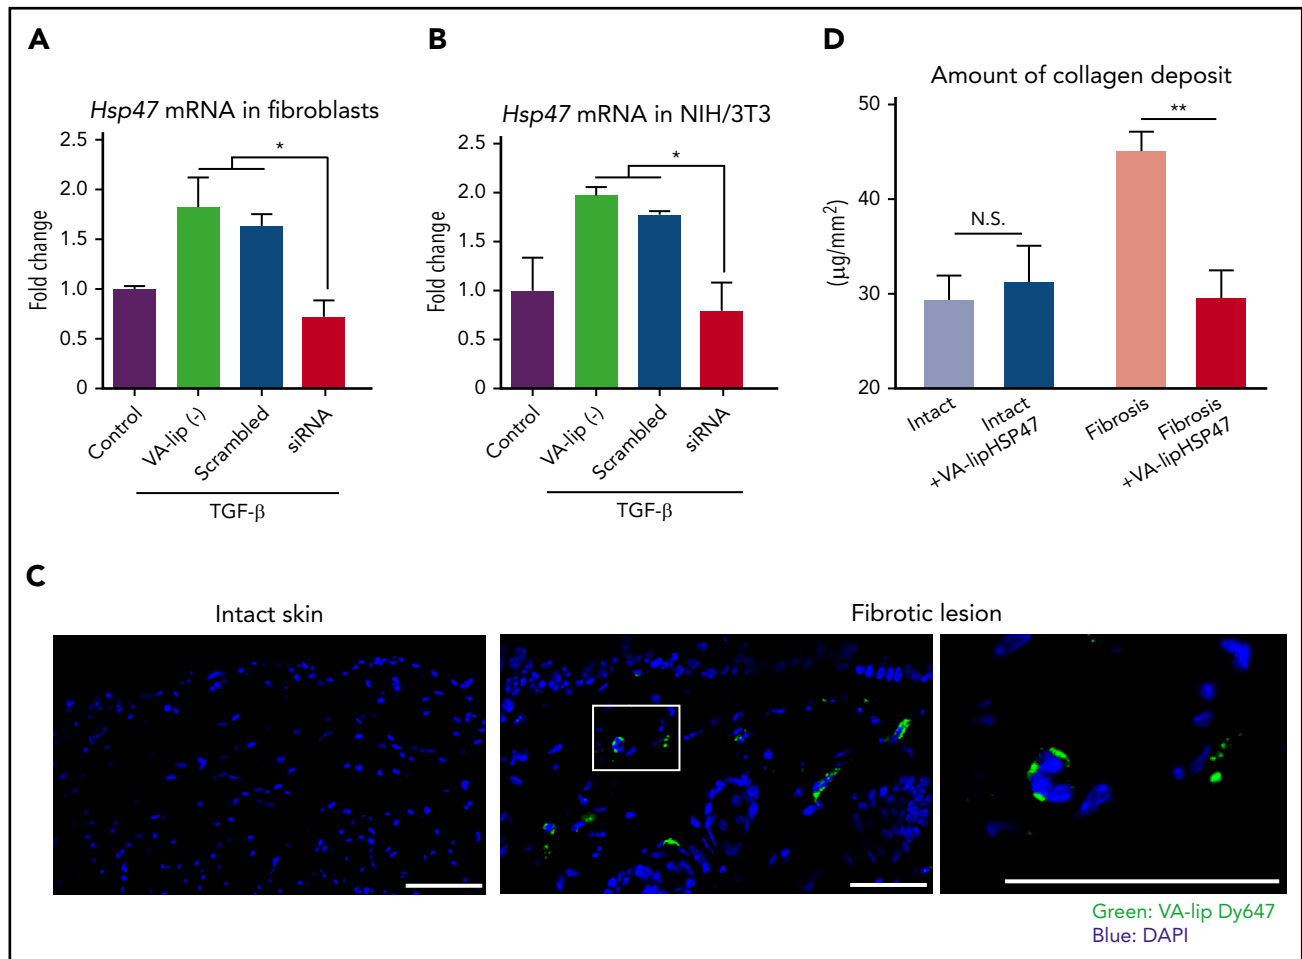 A
Hsp47 mRNA in fibroblasts
Fold change
2.5
2.0
1.5
1.0
0.5
0
*
Control
VA-lip (-)
Scrambled
siRNA
TGF-β
B
Hsp47 mRNA in NIH/3T3
Fold change
2.5
2.0
1.5
1.0
0.5
0
*
Control
VA-lip (-)
Scrambled
siRNA
TGF-β
D
Amount of collagen deposit
(μg/mm²)
50
40
30
20
N.S.
**
Intact
Intact
+VA-lipHSP47
Fibrosis
Fibrosis
+VA-lipHSP47
C
Intact skin
Fibrotic lesion
Green: VA-lip Dy647
Blue: DAPI